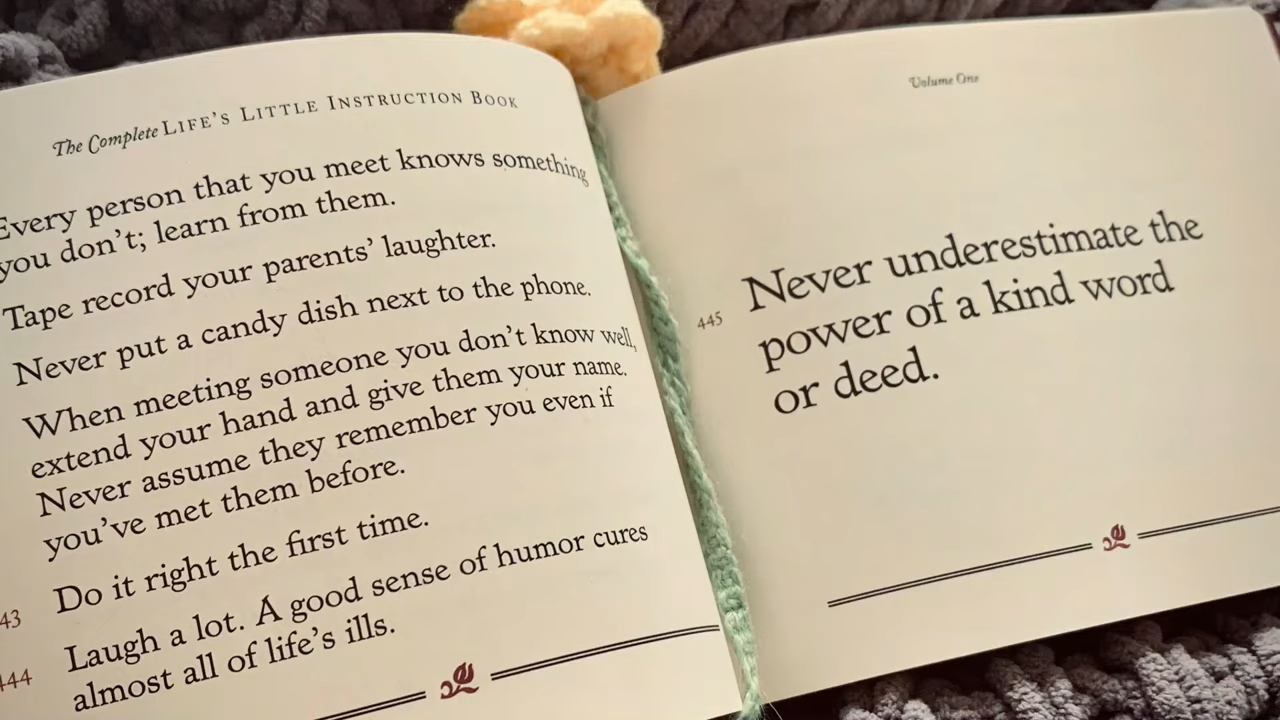 The Complete LIFE'S LITTLE INSTRUCTION BOOK
Every person that you meet knows something
you don't; learn from them.
Tape record your parents' laughter.
Never put a candy dish next to the phone.
When meeting someone you don't know well,
extend your hand and give them your name.
Never assume they remember you even if
you've met them before.
43 Do it right the first time.
444 Laugh a lot. A good sense of humor cures
almost all of life's ills.
Volume One
445 Never underestimate the
power of a kind word
or deed.